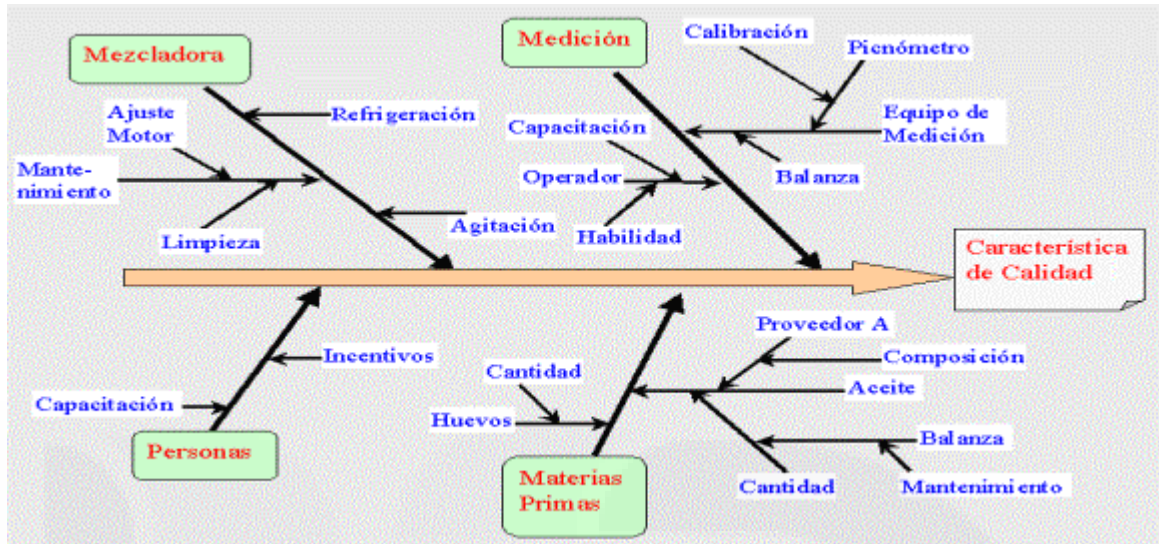 Mezcladora
Medición
Calibración
Picnómetro
Ajuste
Motor
Refrigeración
Capacitación
Equipo de
Medición
Mante-
nimiento
Operador
Balanza
Limpieza
Agitación
Habilidad
Característica
de Calidad
Proveedor A
Incentivos
Composición
Cantidad
Aceite
Capacitación
Huevos
Personas
Balanza
Materias
Primas
Cantidad
Mantenimiento